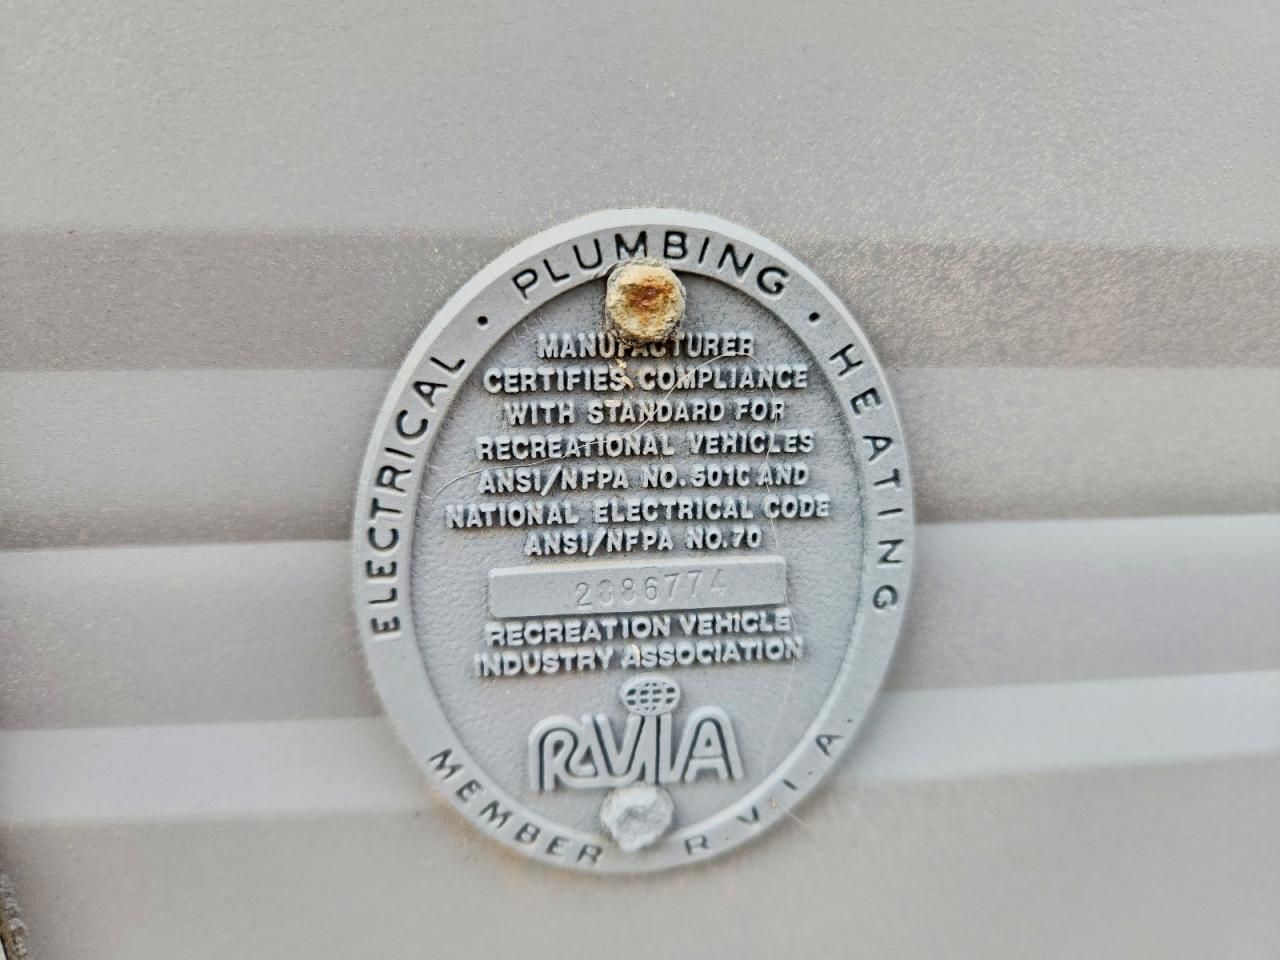 ELECTRICAL • PLUMBING • HEATING
MANUFACTURER
CERTIFIES COMPLIANCE
WITH STANDARD FOR
RECREATIONAL VEHICLES
ANSI/NFPA NO. 501C AND
NATIONAL ELECTRICAL CODE
ANSI/NFPA NO. 70
2886774
RECREATION VEHICLE
INDUSTRY ASSOCIATION
RVIA
MEMBER R.V.I.A.